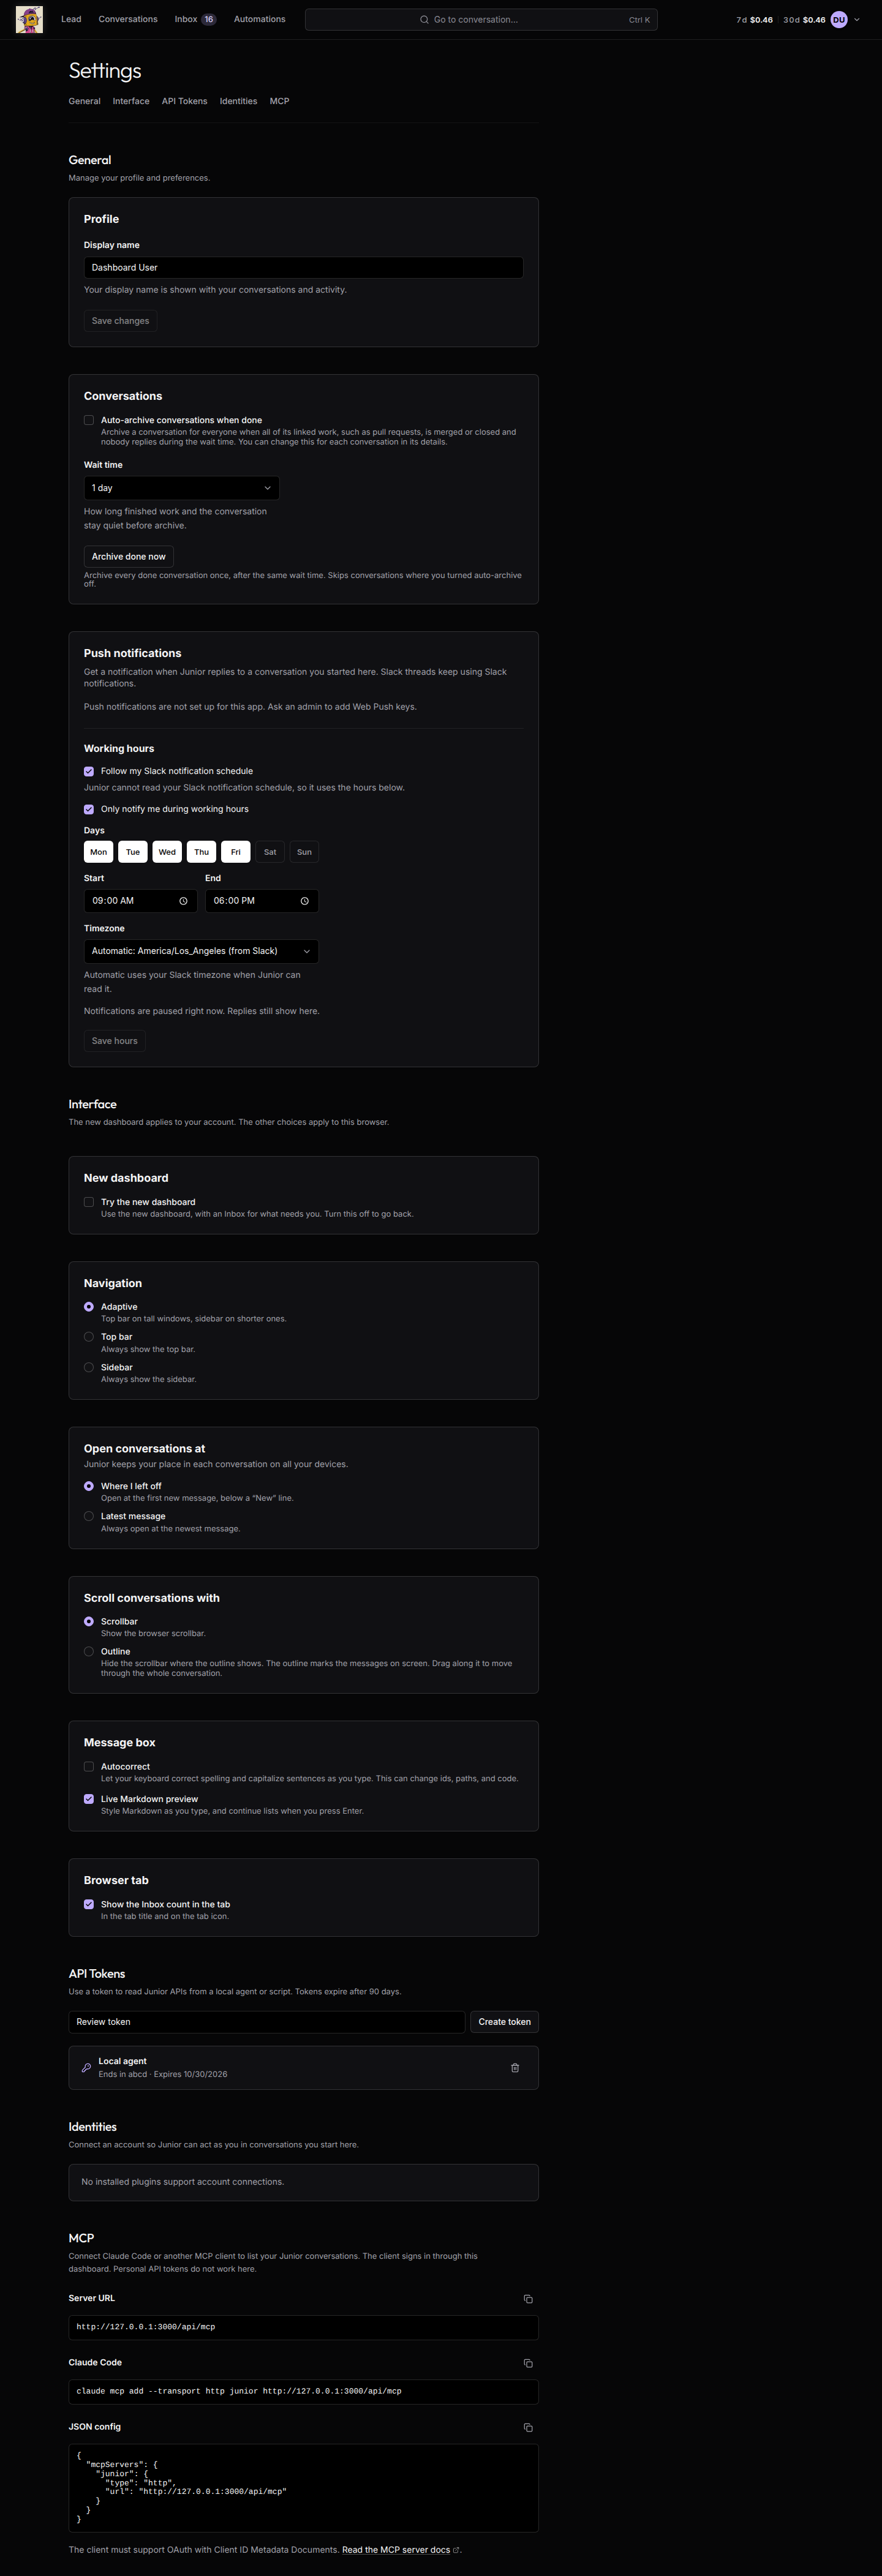 Lead Conversations Inbox 16 Automations Go to conversation... Ctrl K 7d $0.46 30d $0.46 DU
Settings
General Interface API Tokens Identities MCP
General
Manage your profile and preferences.
Profile
Display name
Dashboard User
Your display name is shown with your conversations and activity.
Save changes
Conversations
Auto-archive conversations when done
Archive a conversation for everyone when all of its linked work, such as pull requests, is merged or closed and
nobody replies during the wait time. You can change this for each conversation in its details.
Wait time
1 day
How long finished work and the conversation
stay quiet before archive.
Archive done now
Archive every done conversation once, after the same wait time. Skips conversations where you turned auto-archive
off.
Push notifications
Get a notification when Junior replies to a conversation you started here. Slack threads keep using Slack
notifications.
Push notifications are not set up for this app. Ask an admin to add Web Push keys.
Working hours
Follow my Slack notification schedule
Junior cannot read your Slack notification schedule, so it uses the hours below.
Only notify me during working hours
Days
Mon Tue Wed Thu Fri Sat Sun
Start End
09:00 AM 06:00 PM
Timezone
Automatic: America/Los_Angeles (from Slack)
Automatic uses your Slack timezone when Junior can
read it.
Notifications are paused right now. Replies still show here.
Save hours
Interface
The new dashboard applies to your account. The other choices apply to this browser.
New dashboard
Try the new dashboard
Use the new dashboard, with an Inbox for what needs you. Turn this off to go back.
Navigation
Adaptive
Top bar on tall windows, sidebar on shorter ones.
Top bar
Always show the top bar.
Sidebar
Always show the sidebar.
Open conversations at
Junior keeps your place in each conversation on all your devices.
Where I left off
Open at the first new message, below a “New” line.
Latest message
Always open at the newest message.
Scroll conversations with
Scrollbar
Show the browser scrollbar.
Outline
Hide the scrollbar where the outline shows. The outline marks the messages on screen. Drag along it to move
through the whole conversation.
Message box
Autocorrect
Let your keyboard correct spelling and capitalize sentences as you type. This can change ids, paths, and code.
Live Markdown preview
Style Markdown as you type, and continue lists when you press Enter.
Browser tab
Show the Inbox count in the tab
In the tab title and on the tab icon.
API Tokens
Use a token to read Junior APIs from a local agent or script. Tokens expire after 90 days.
Review token Create token
Local agent
Ends in abcd · Expires 10/30/2026
Identities
Connect an account so Junior can act as you in conversations you start here.
No installed plugins support account connections.
MCP
Connect Claude Code or another MCP client to list your Junior conversations. The client signs in through this
dashboard. Personal API tokens do not work here.
Server URL
http://127.0.0.1:3000/api/mcp
Claude Code
claude mcp add --transport http junior http://127.0.0.1:3000/api/mcp
JSON config
{
"mcpServers": {
"junior": {
"type": "http",
"url": "http://127.0.0.1:3000/api/mcp"
}
}
}
The client must support OAuth with Client ID Metadata Documents. Read the MCP server docs.